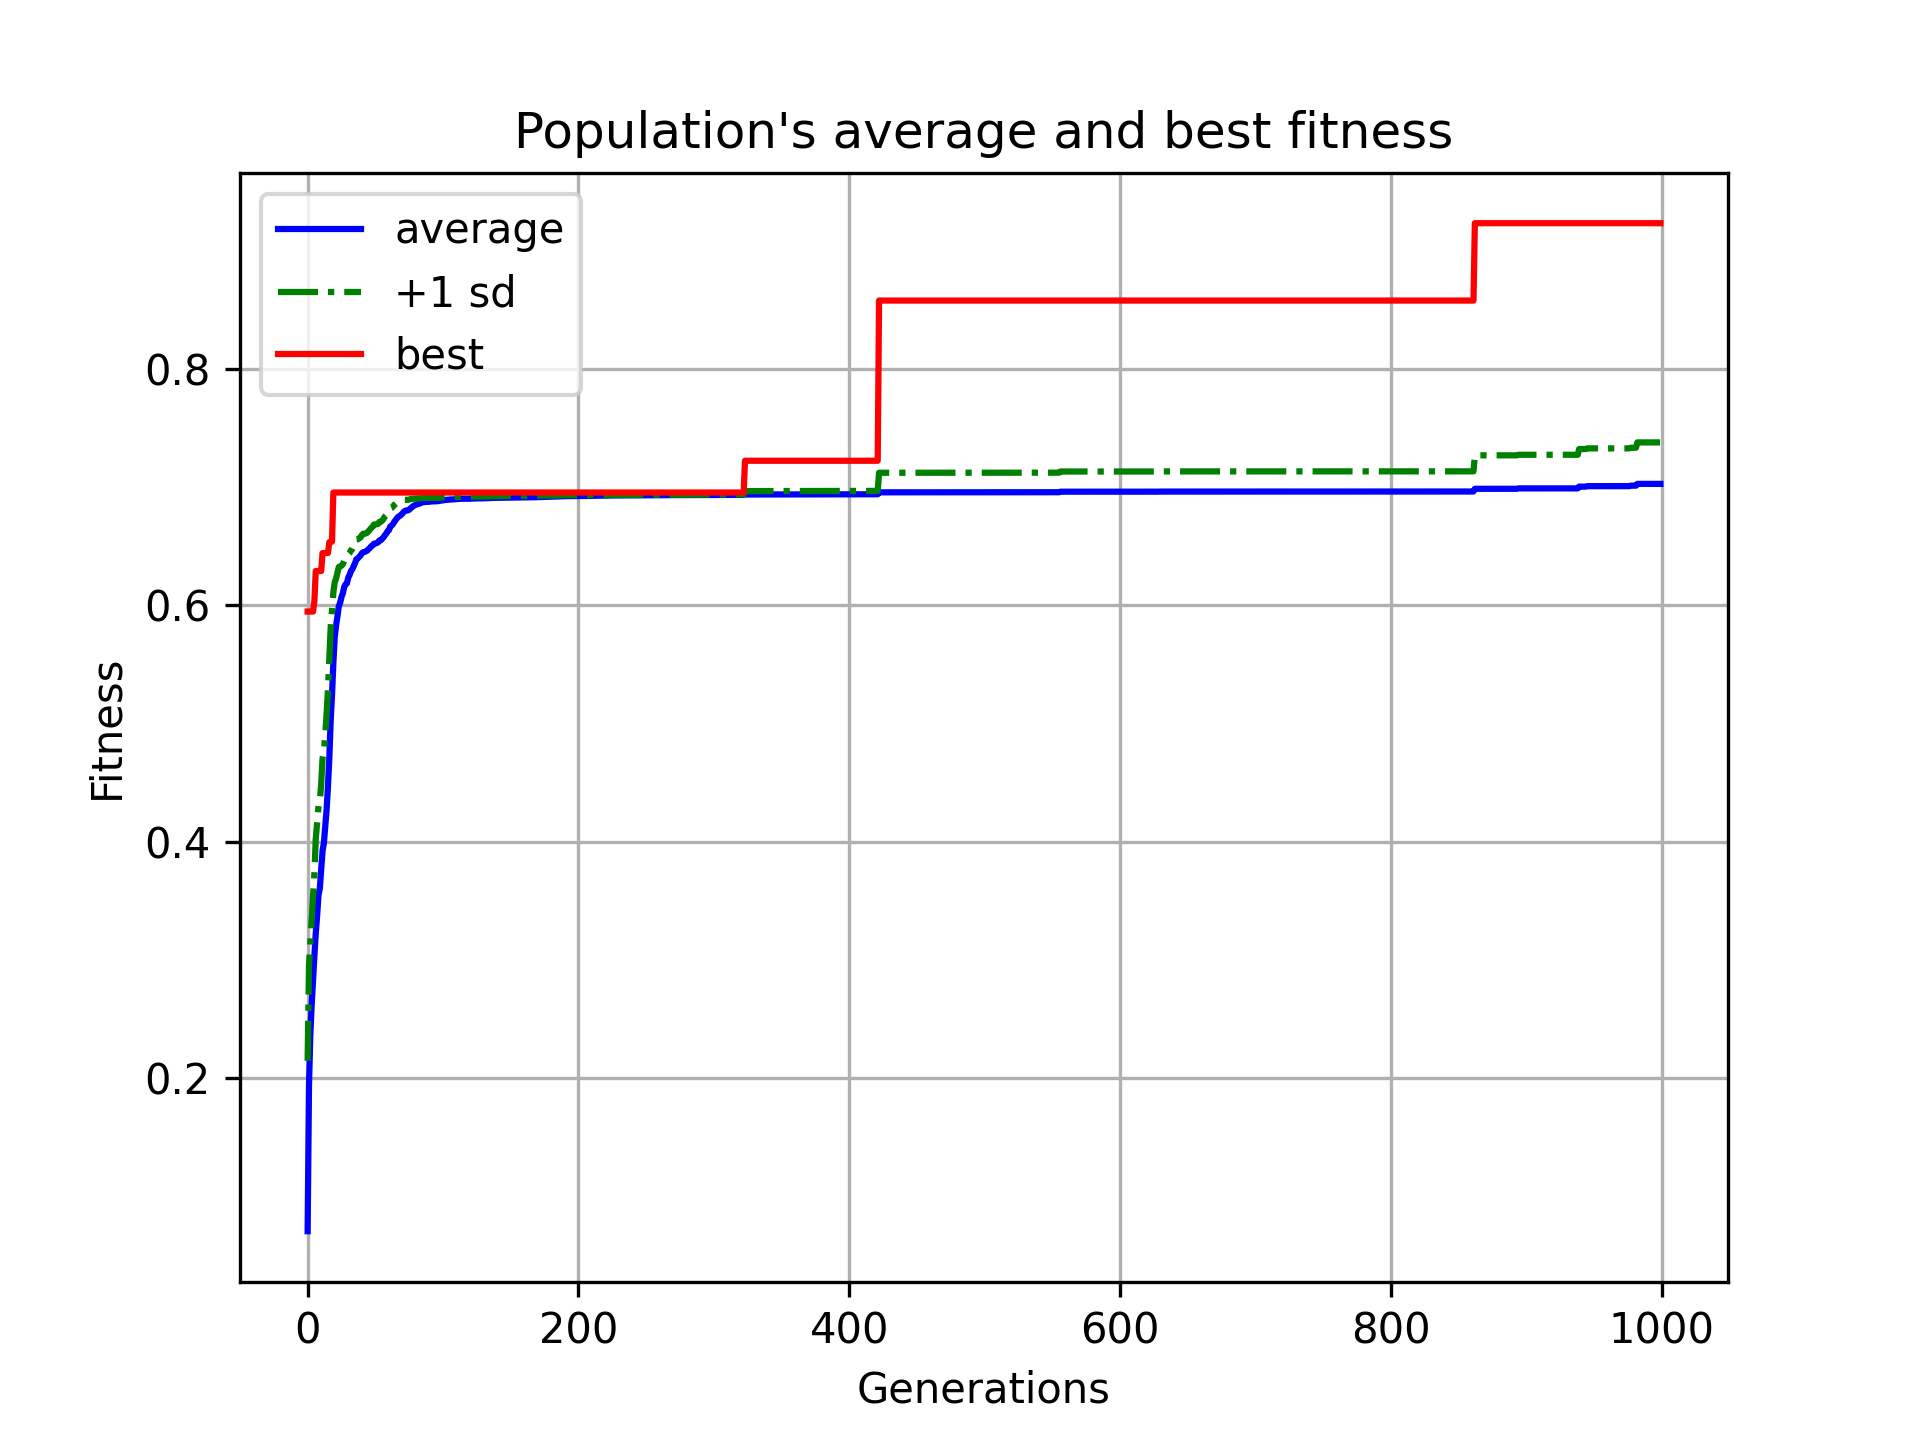 Population's average and best fitness
average
+1 sd
best
0.8
0.6
0.4
0.2
Fitness
0
200
400
600
800
1000
Generations